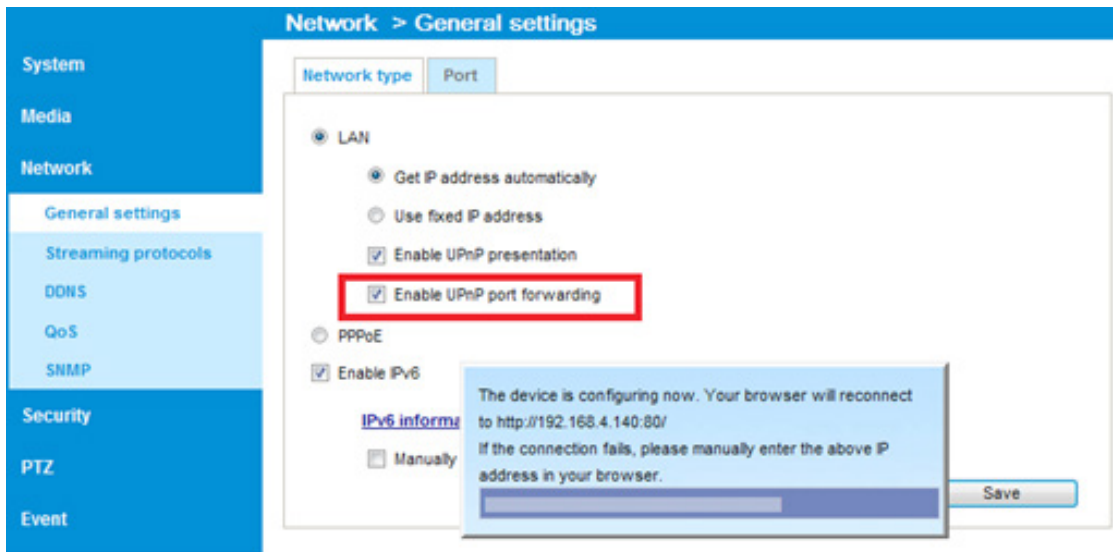 Network > General settings
System
Media
Network
General settings
Streaming protocols
DDNS
QoS
SNMP
Security
PTZ
Event
Network type
Port
LAN
Get IP address automatically
Use fixed IP address
Enable UPnP presentation
Enable UPnP port forwarding
PPPoE
Enable IPv6
IPv6 informa
Manually
The device is configuring now. Your browser will reconnect
to http://192.168.4.140:80/
If the connection fails, please manually enter the above IP
address in your browser.
Save